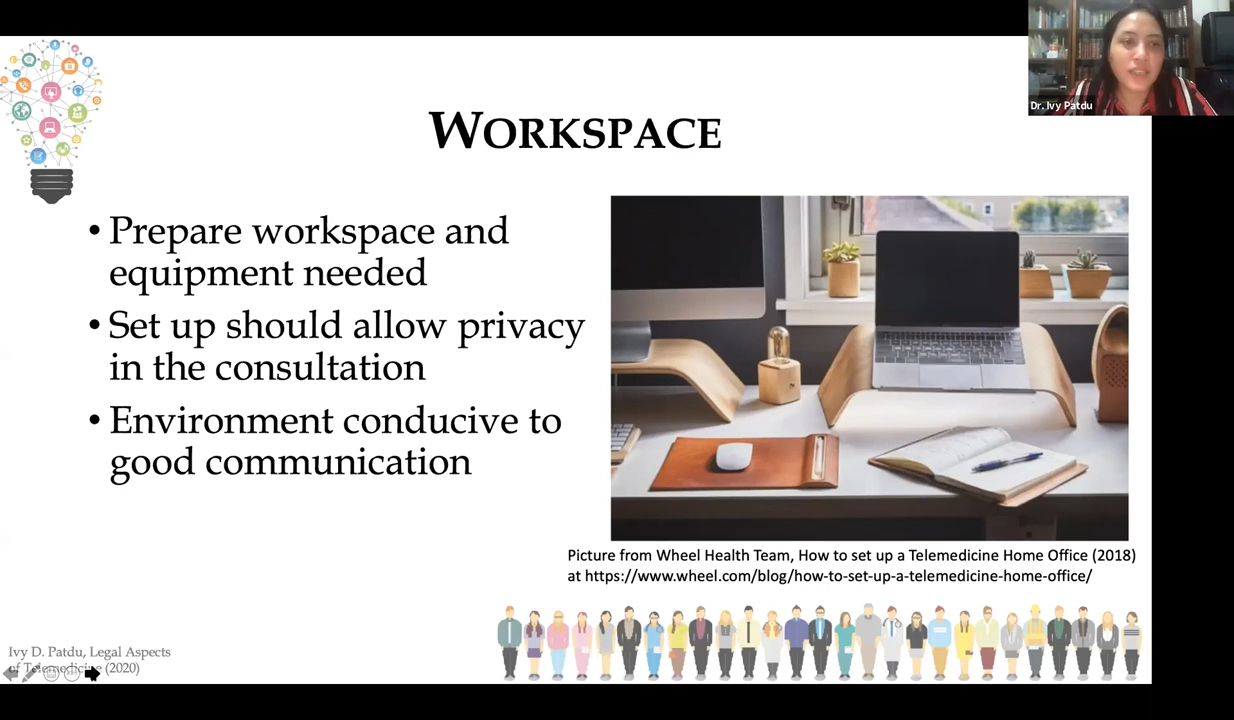 Dr. Ivy Patdu
WORKSPACE
• Prepare workspace and
equipment needed
• Set up should allow privacy
in the consultation
• Environment conducive to
good communication
Picture from Wheel Health Team, How to set up a Telemedicine Home Office (2018)
at https://www.wheel.com/blog/how-to-set-up-a-telemedicine-home-office/
Ivy D. Patdu, Legal Aspects
of Telemedicine (2020)